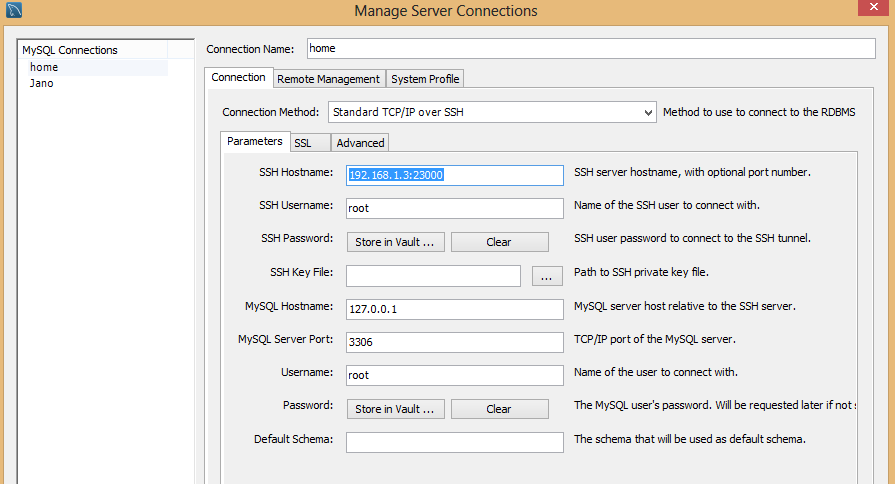 Manage Server Connections
MySQL Connections
home
Jano
Connection Name: home
Connection Remote Management System Profile
Connection Method: Standard TCP/IP over SSH Method to use to connect to the RDBMS
Parameters SSL Advanced
SSH Hostname: 192.168.1.3:23000 SSH server hostname, with optional port number.
SSH Username: root Name of the SSH user to connect with.
SSH Password: Store in Vault ... Clear SSH user password to connect to the SSH tunnel.
SSH Key File: ... Path to SSH private key file.
MySQL Hostname: 127.0.0.1 MySQL server host relative to the SSH server.
MySQL Server Port: 3306 TCP/IP port of the MySQL server.
Username: root Name of the user to connect with.
Password: Store in Vault ... Clear The MySQL user's password. Will be requested later if not
Default Schema: The schema that will be used as default schema.